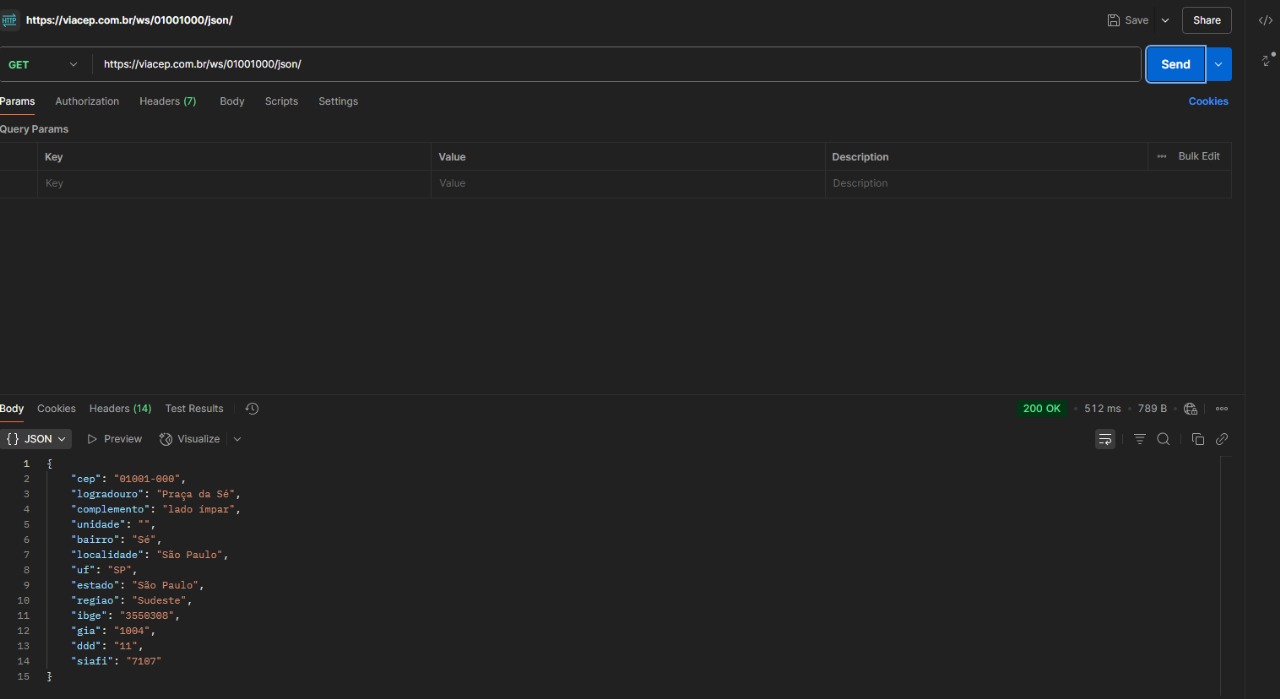 HTTP https://viacep.com.br/ws/01001000/json/ Save Share
GET https://viacep.com.br/ws/01001000/json/ Send
Params Authorization Headers (7) Body Scripts Settings Cookies
Query Params
Key Value Description Bulk Edit
Key Value Description
Body Cookies Headers (14) Test Results 200 OK 512 ms 789 B
{} JSON Preview Visualize
1 {
2 "cep": "01001-000",
3 "logradouro": "Praça da Sé",
4 "complemento": "lado ímpar",
5 "unidade": "",
6 "bairro": "Sé",
7 "localidade": "São Paulo",
8 "uf": "SP",
9 "estado": "São Paulo",
10 "regiao": "Sudeste",
11 "ibge": "3550308",
12 "gia": "1004",
13 "ddd": "11",
14 "siafi": "7107"
15 }